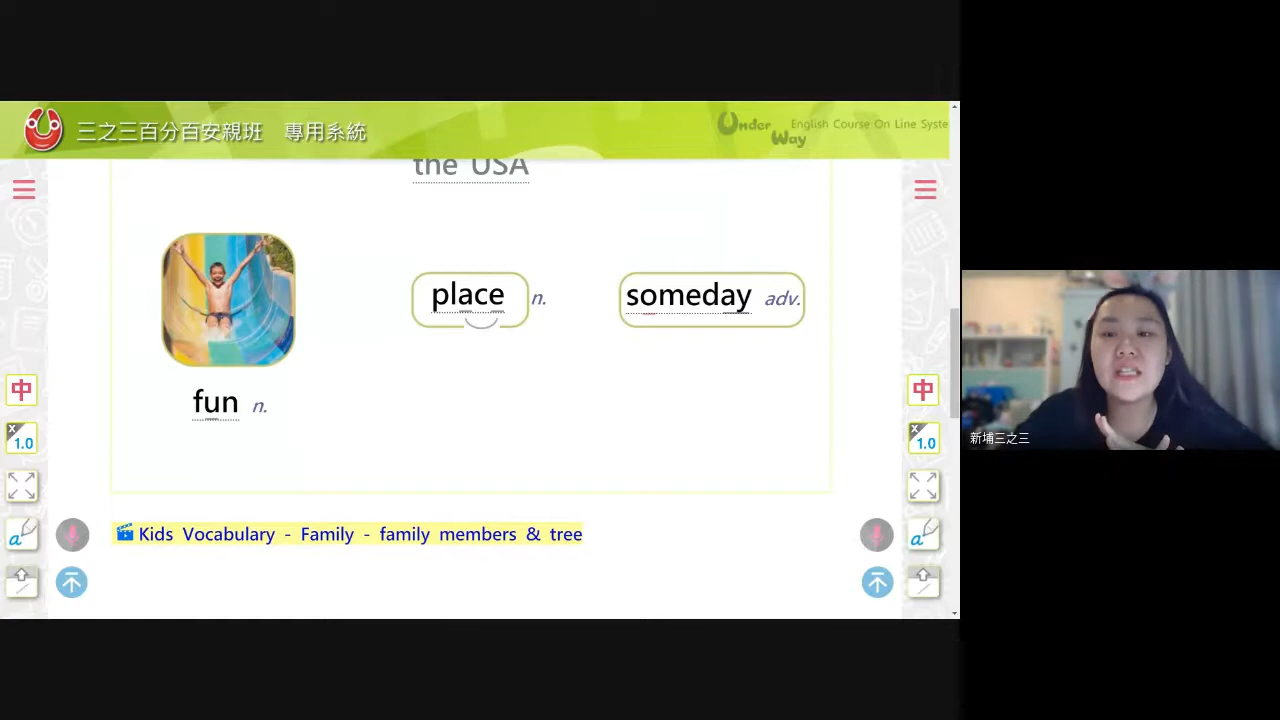 三之三百分百安親班 專用系統
Under Way
English Course On Line Syste
the USA
place n.
someday adv.
fun n.
中
中
x 1.0
x 1.0
a
a
Kids Vocabulary - Family - family members & tree
新埔三之三